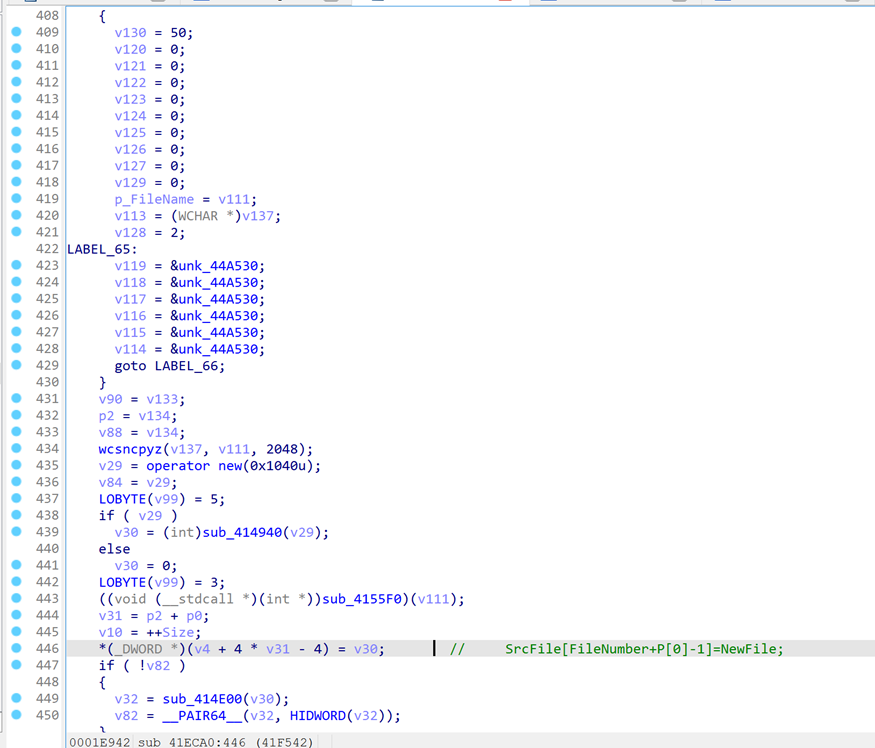 408 {
409 v130 = 50;
410 v120 = 0;
411 v121 = 0;
412 v122 = 0;
413 v123 = 0;
414 v124 = 0;
415 v125 = 0;
416 v126 = 0;
417 v127 = 0;
418 v129 = 0;
419 p_FileName = v111;
420 v113 = (WCHAR *)v137;
421 v128 = 2;
422 LABEL_65:
423 v119 = &unk_44A530;
424 v118 = &unk_44A530;
425 v117 = &unk_44A530;
426 v116 = &unk_44A530;
427 v115 = &unk_44A530;
428 v114 = &unk_44A530;
429 goto LABEL_66;
430 }
431 v90 = v133;
432 p2 = v134;
433 v88 = v134;
434 wcsncpyz(v137, v111, 2048);
435 v29 = operator new(0x1040u);
436 v84 = v29;
437 LOBYTE(v99) = 5;
438 if ( v29 )
439 v30 = (int)sub_414940(v29);
440 else
441 v30 = 0;
442 LOBYTE(v99) = 3;
443 ((void (__stdcall *)(int *))sub_4155F0)(v111);
444 v31 = p2 + p0;
445 v10 = ++Size;
446 *(_DWORD *)(v4 + 4 * v31 - 4) = v30; // SrcFile[FileNumber+P[0]-1]=NewFile;
447 if ( !v82 )
448 {
449 v32 = sub_414E00(v30);
450 v82 = __PAIR64__(v32, HIDWORD(v32));
0001E942 sub_41ECA0:446 (41F542)